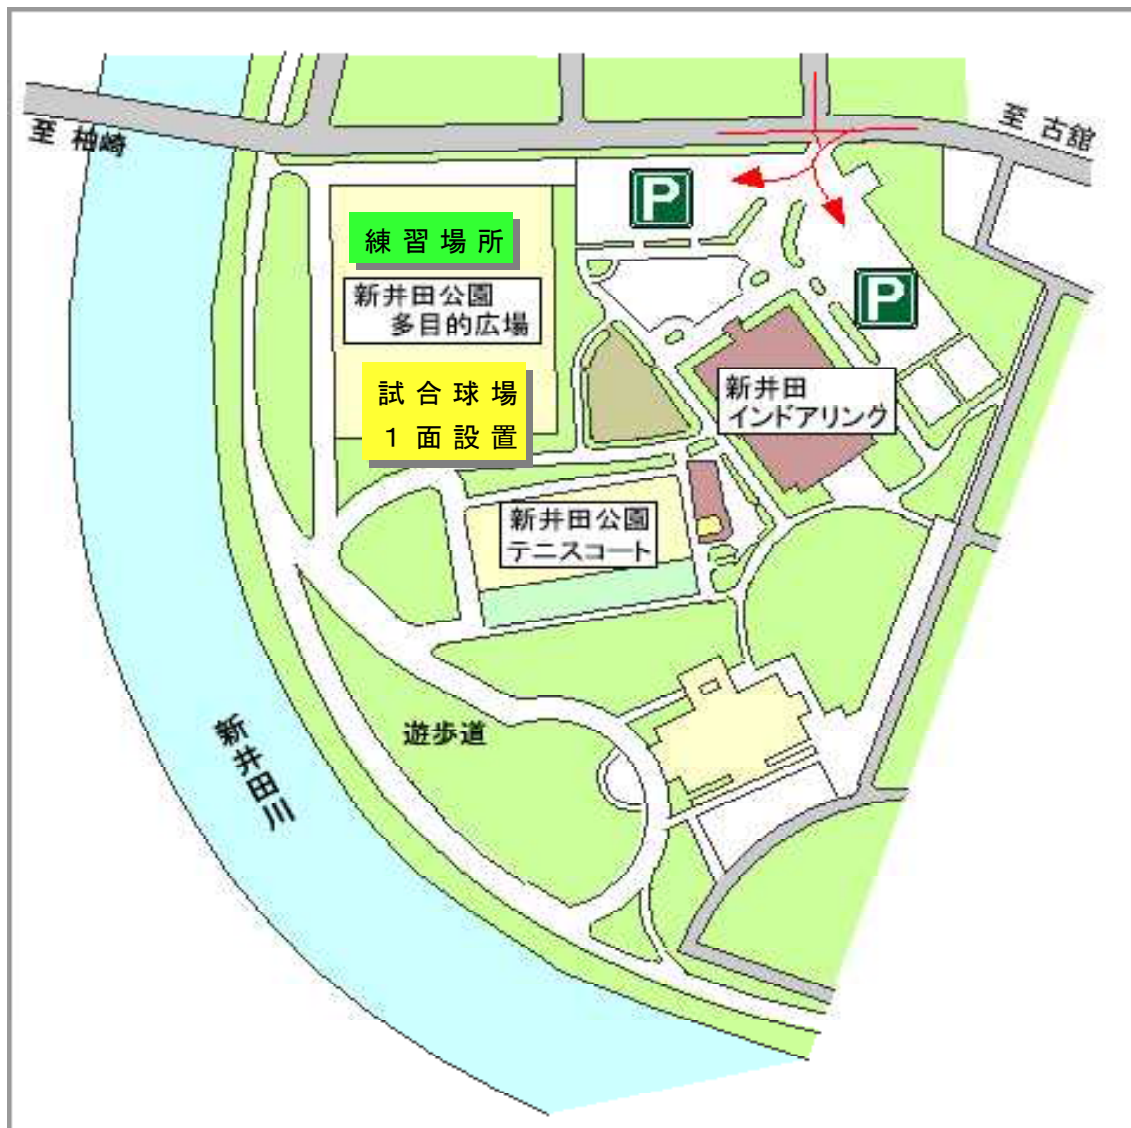 至 柚崎
至 古舘
P
練習場所
新井田公園
多目的広場
P
試合球場
1面設置
新井田
インドアリング
新井田公園
テニスコート
遊歩道
新井田川